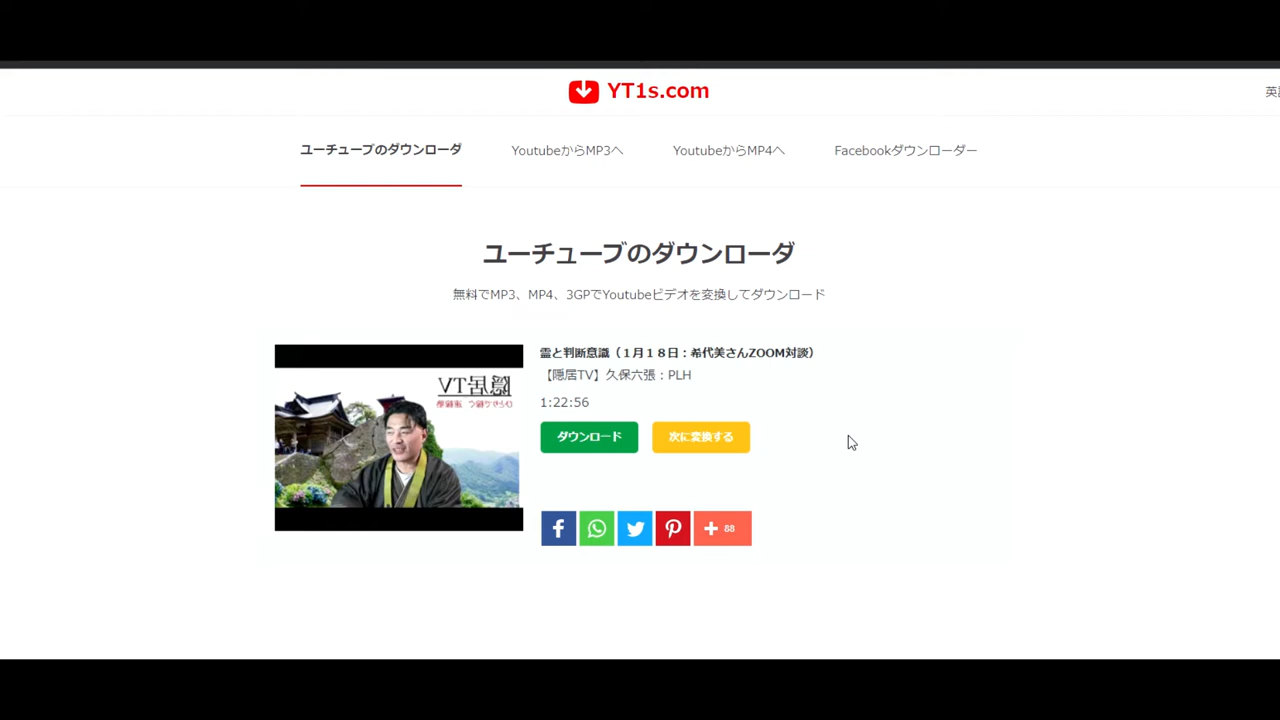 YT1s.com
英
ユーチューブのダウンローダ
YoutubeからMP3へ
YoutubeからMP4へ
Facebookダウンローダー
ユーチューブのダウンローダ
無料でMP3、MP4、3GPでYoutubeビデオを変換してダウンロード
隠居TV
霊と判断意識（１月１８日：希代美さんZOOM対談）
【隠居TV】久保六張：PLH
1:22:56
ダウンロード
次に変換する
88